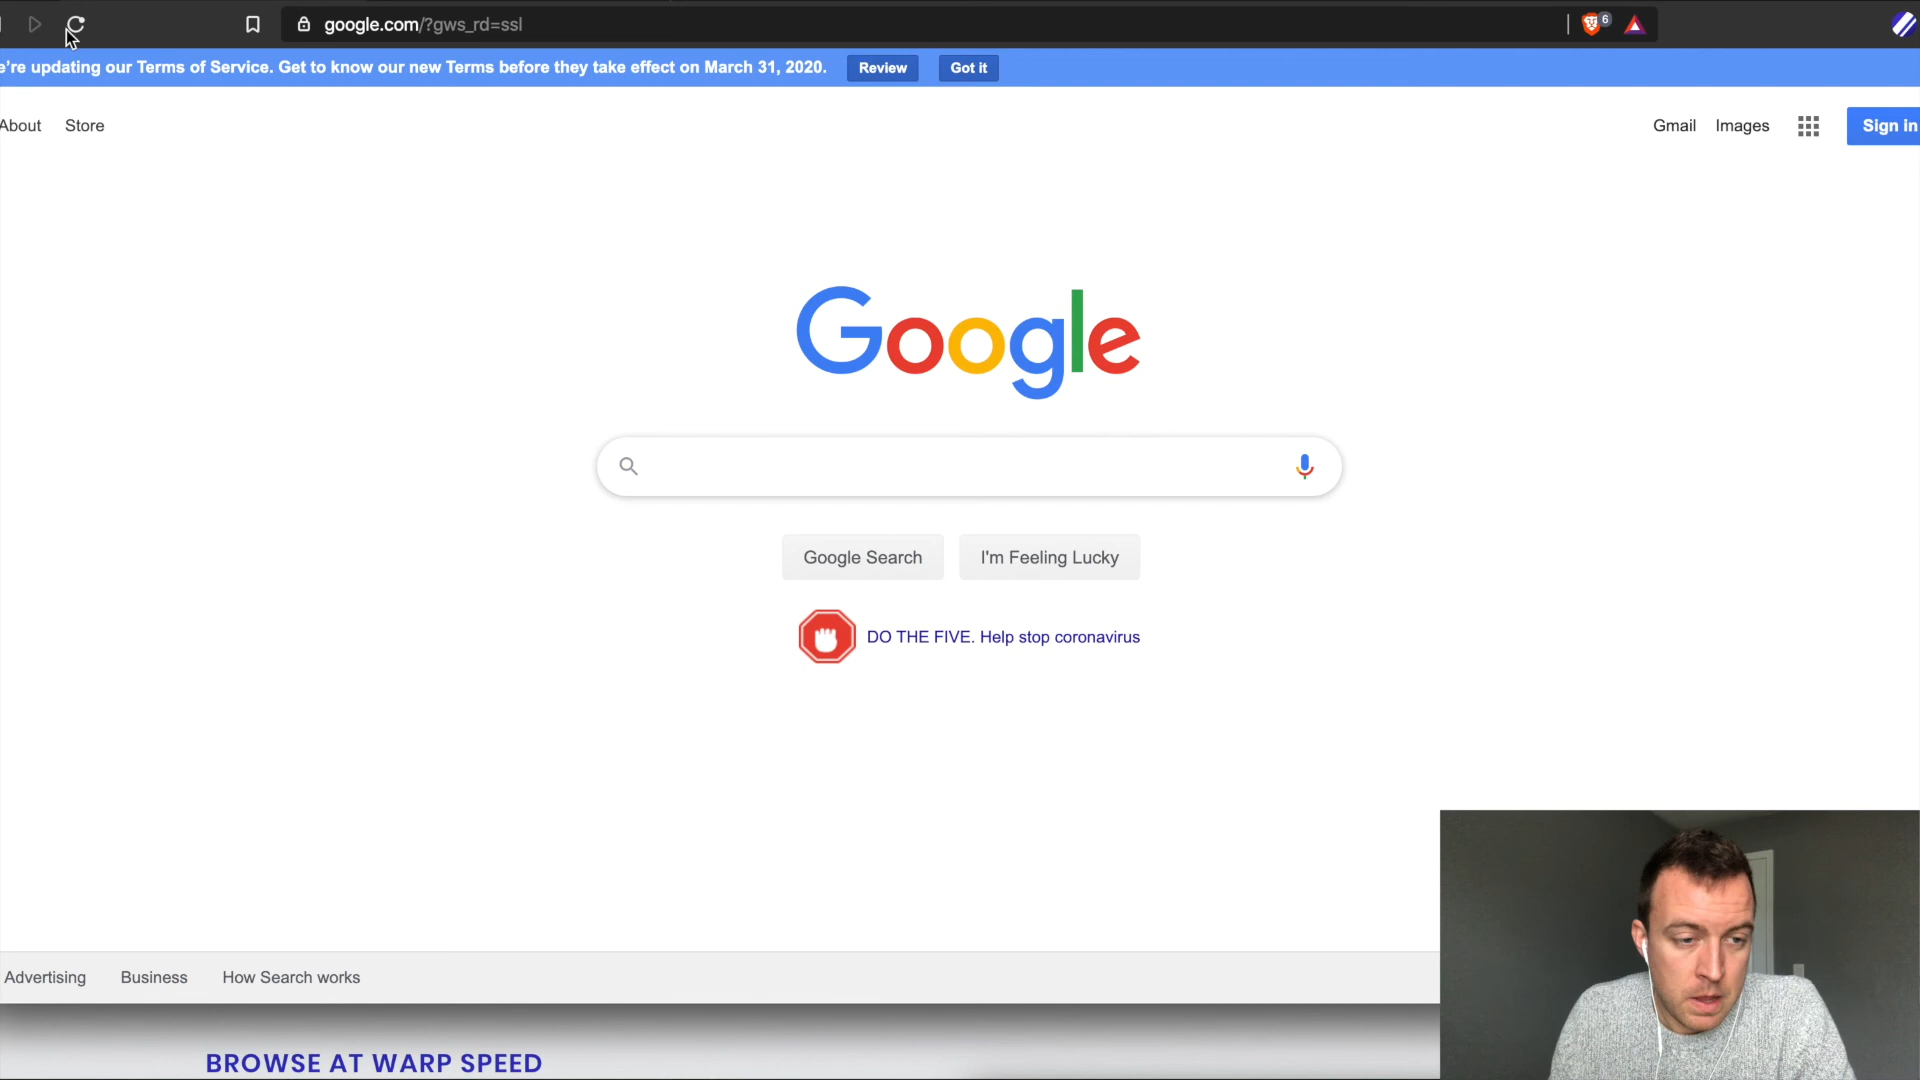 google.com/?gws_rd=ssl
6
e're updating our Terms of Service. Get to know our new Terms before they take effect on March 31, 2020.
Review
Got it
About
Store
Gmail
Images
Sign in
Google
Google Search
I'm Feeling Lucky
DO THE FIVE. Help stop coronavirus
Advertising
Business
How Search works
BROWSE AT WARP SPEED